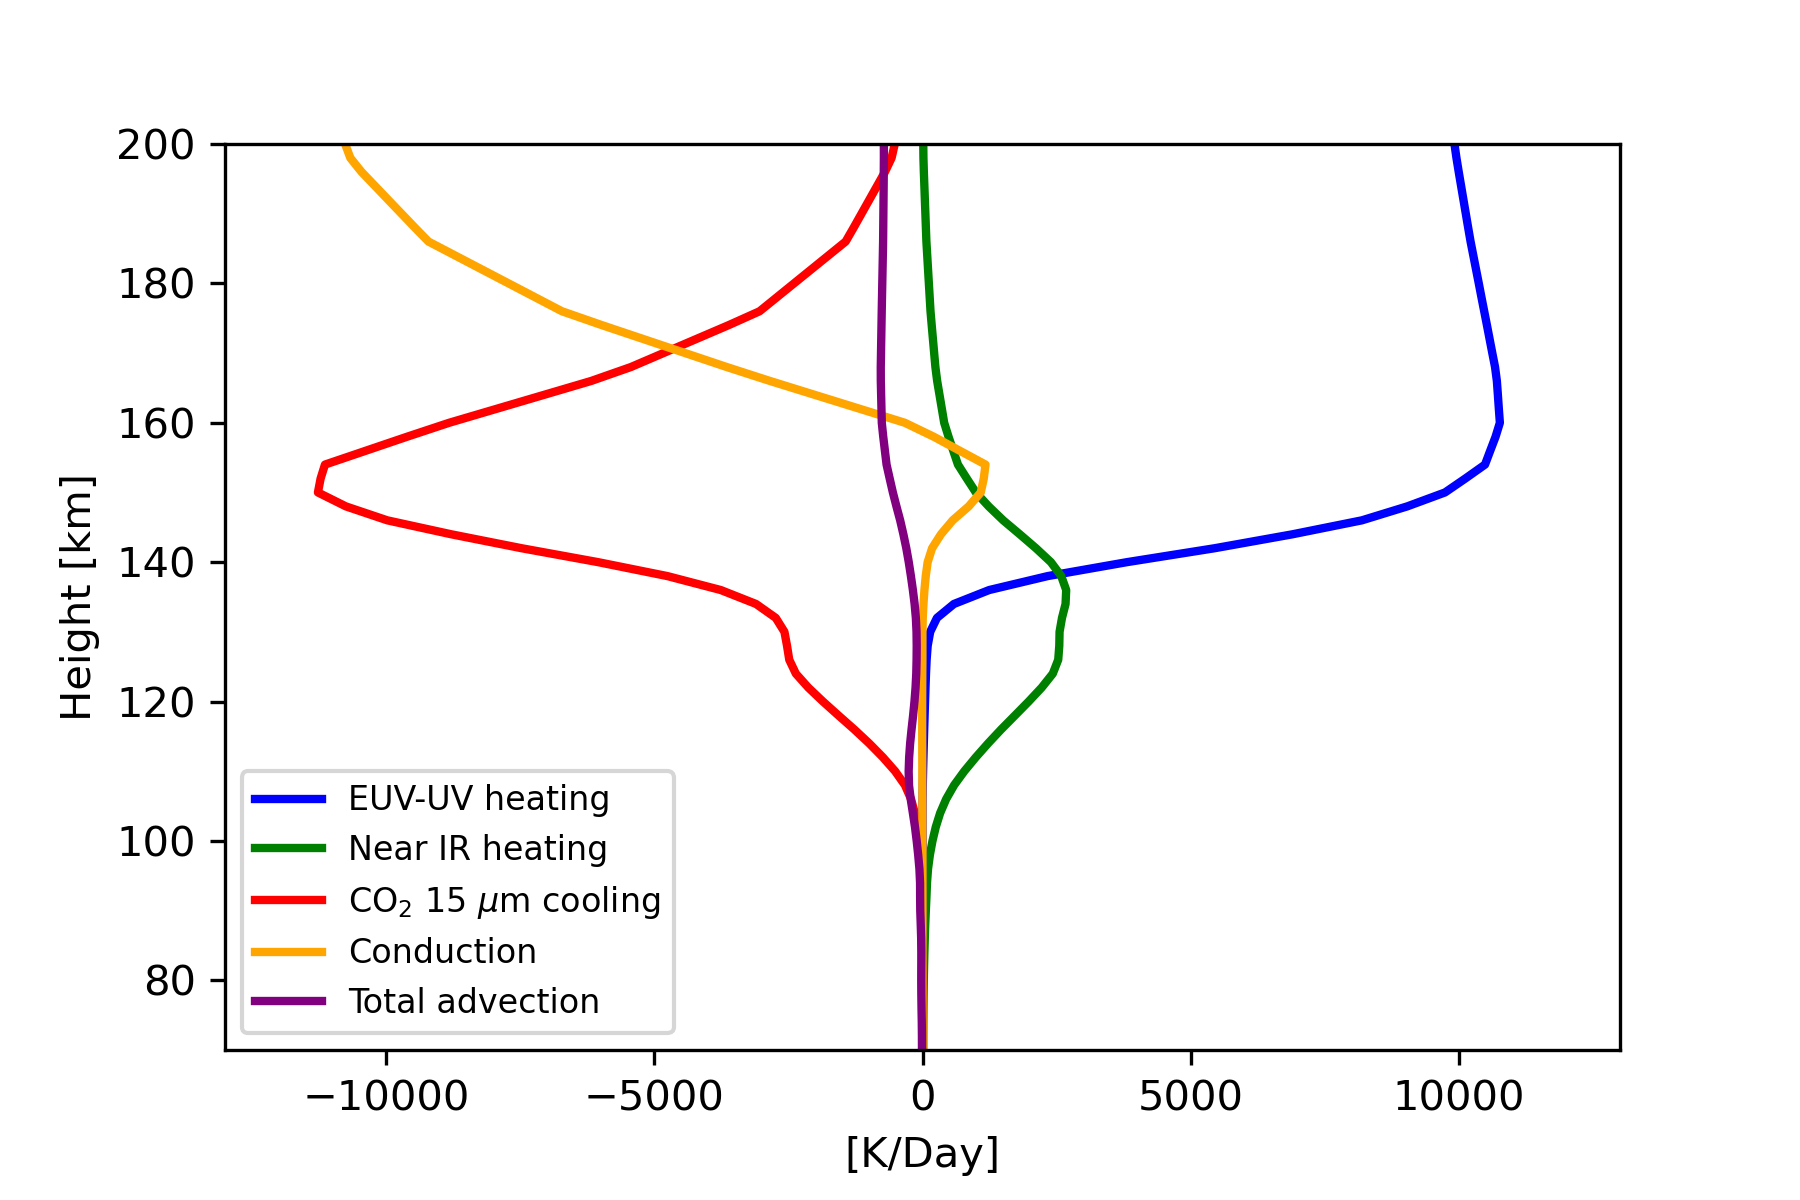 200
180
160
140
120
100
80
Height [km]
EUV-UV heating
Near IR heating
CO₂ 15 μm cooling
Conduction
Total advection
−10000
−5000
0
5000
10000
[K/Day]